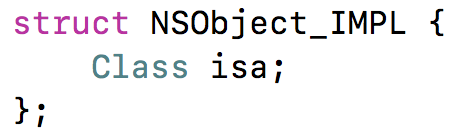 struct NSObject_IMPL {
    Class isa;
};